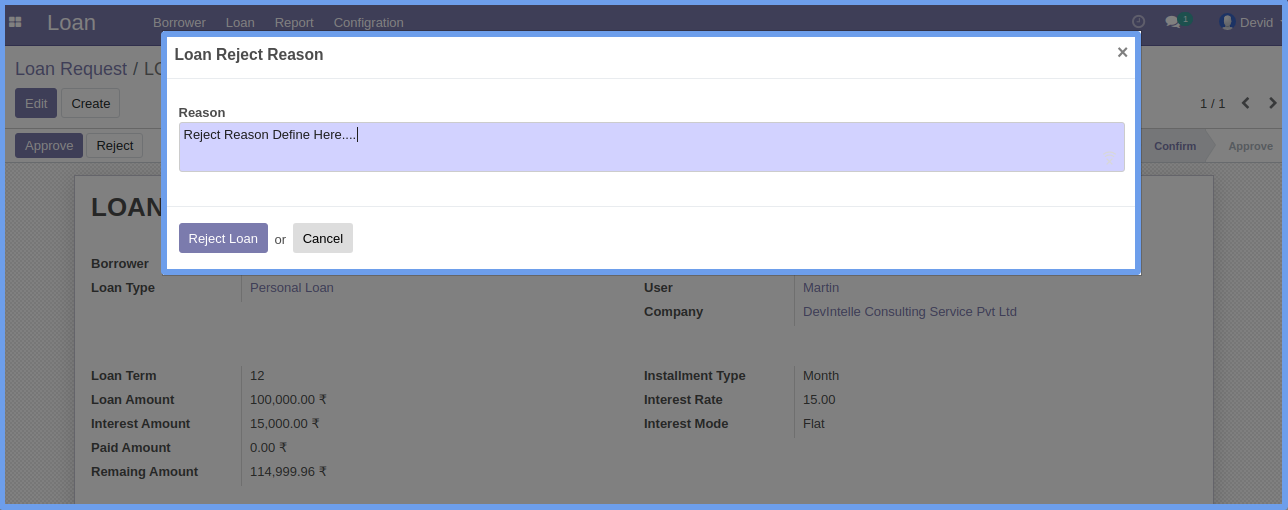 Loan Borrower Loan Report Configration 1 Devid
Loan Reject Reason ×
Loan Request / LO
Edit Create 1 / 1
Reason
Reject Reason Define Here....
Approve Reject Confirm Approve
LOAN
Reject Loan or Cancel
Borrower
Loan Type Personal Loan User Martin
Company DevIntelle Consulting Service Pvt Ltd
Loan Term 12 Installment Type Month
Loan Amount 100,000.00 ₹ Interest Rate 15.00
Interest Amount 15,000.00 ₹ Interest Mode Flat
Paid Amount 0.00 ₹
Remaing Amount 114,999.96 ₹